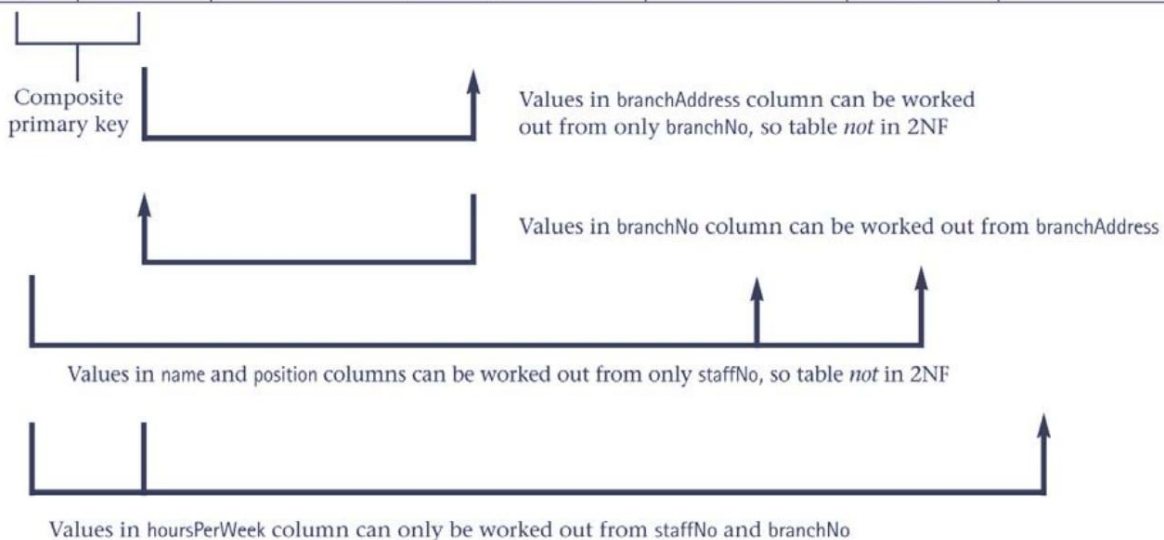 Composite
primary key
Values in branchAddress column can be worked
out from only branchNo, so table not in 2NF
Values in branchNo column can be worked out from branchAddress
Values in name and position columns can be worked out from only staffNo, so table not in 2NF
Values in hoursPerWeek column can only be worked out from staffNo and branchNo